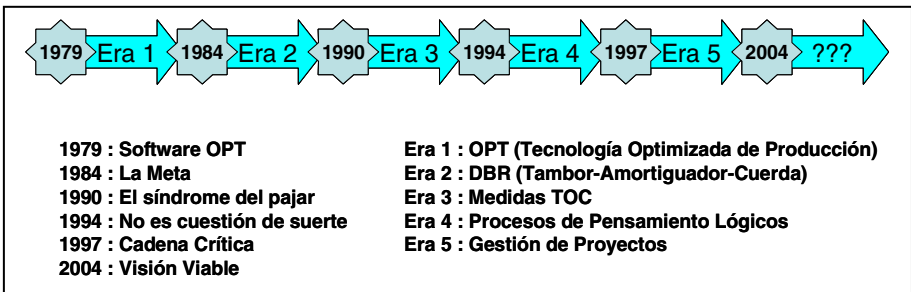 1979 Era 1 1984 Era 2 1990 Era 3 1994 Era 4 1997 Era 5 2004 ???
1979 : Software OPT
1984 : La Meta
1990 : El síndrome del pajar
1994 : No es cuestión de suerte
1997 : Cadena Crítica
2004 : Visión Viable
Era 1 : OPT (Tecnología Optimizada de Producción)
Era 2 : DBR (Tambor-Amortiguador-Cuerda)
Era 3 : Medidas TOC
Era 4 : Procesos de Pensamiento Lógicos
Era 5 : Gestión de Proyectos